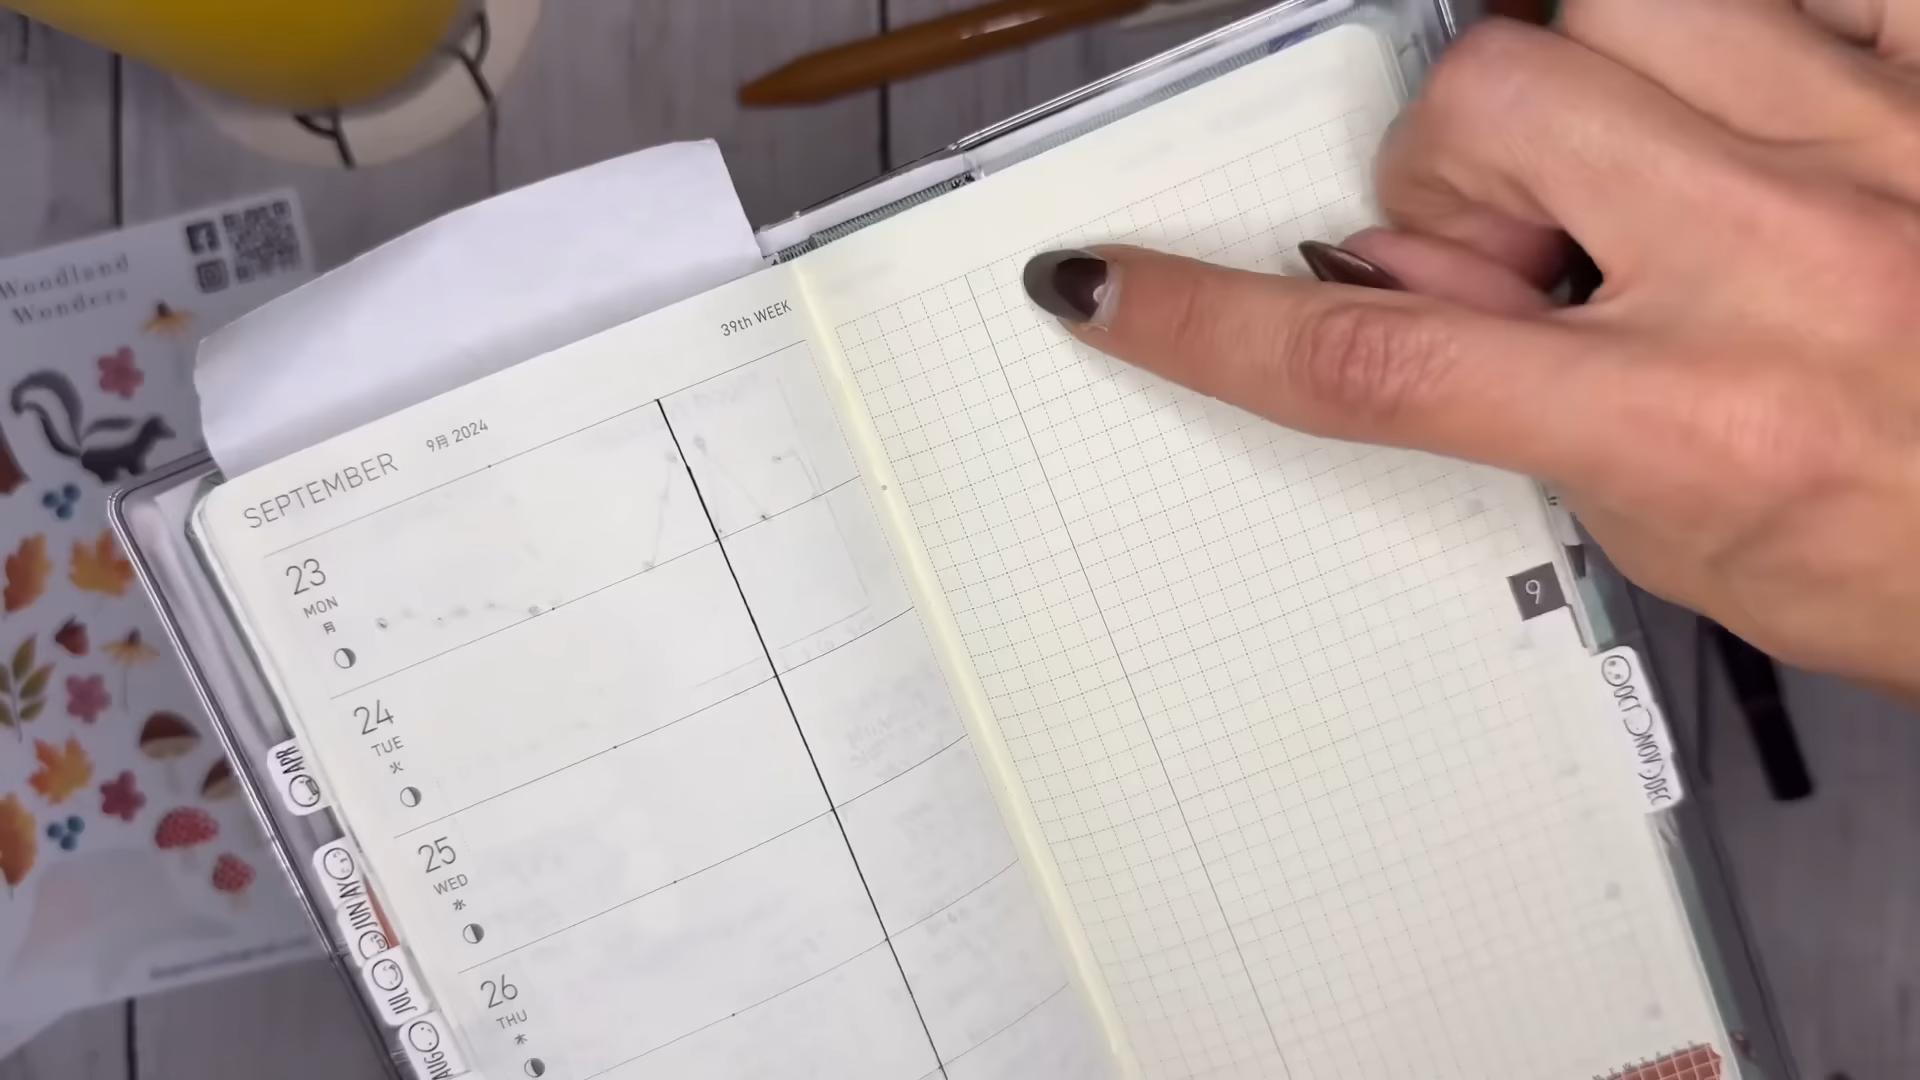 Woodland
Wonders
39th WEEK
SEPTEMBER 9月 2024
23
MON
月
24
TUE
火
25
WED
水
26
THU
木
9
APR
JUN
JUL
AUG
OCT
NOV
DEC